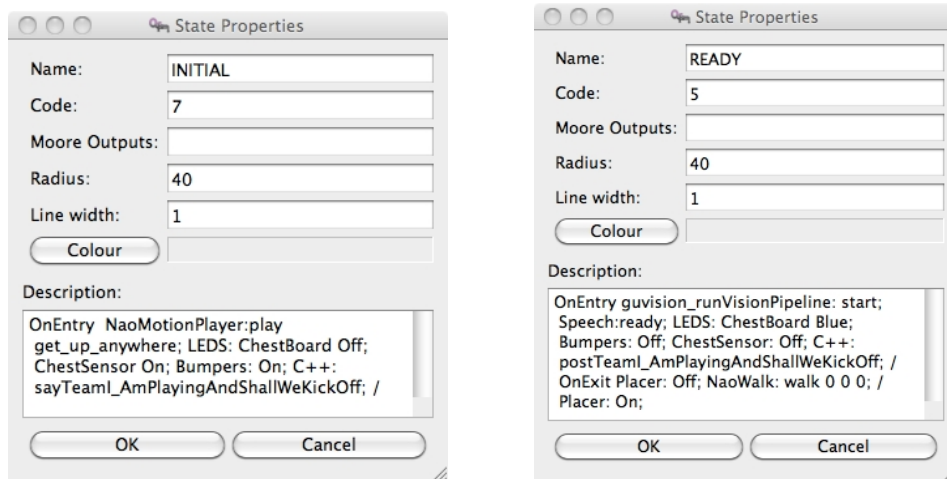 State Properties
Name: INITIAL
Code: 7
Moore Outputs:
Radius: 40
Line width: 1
Colour
Description:
OnEntry  NaoMotionPlayer:play
get_up_anywhere; LEDS: ChestBoard Off;
ChestSensor On; Bumpers: On; C++:
sayTeamI_AmPlayingAndShallWeKickOff; /
OK Cancel
State Properties
Name: READY
Code: 5
Moore Outputs:
Radius: 40
Line width: 1
Colour
Description:
OnEntry guvision_runVisionPipeline: start;
Speech:ready; LEDS: ChestBoard Blue;
Bumpers: Off; ChestSensor: Off; C++:
postTeamI_AmPlayingAndShallWeKickOff; /
OnExit Placer: Off; NaoWalk: walk 0 0 0; /
Placer: On;
OK Cancel